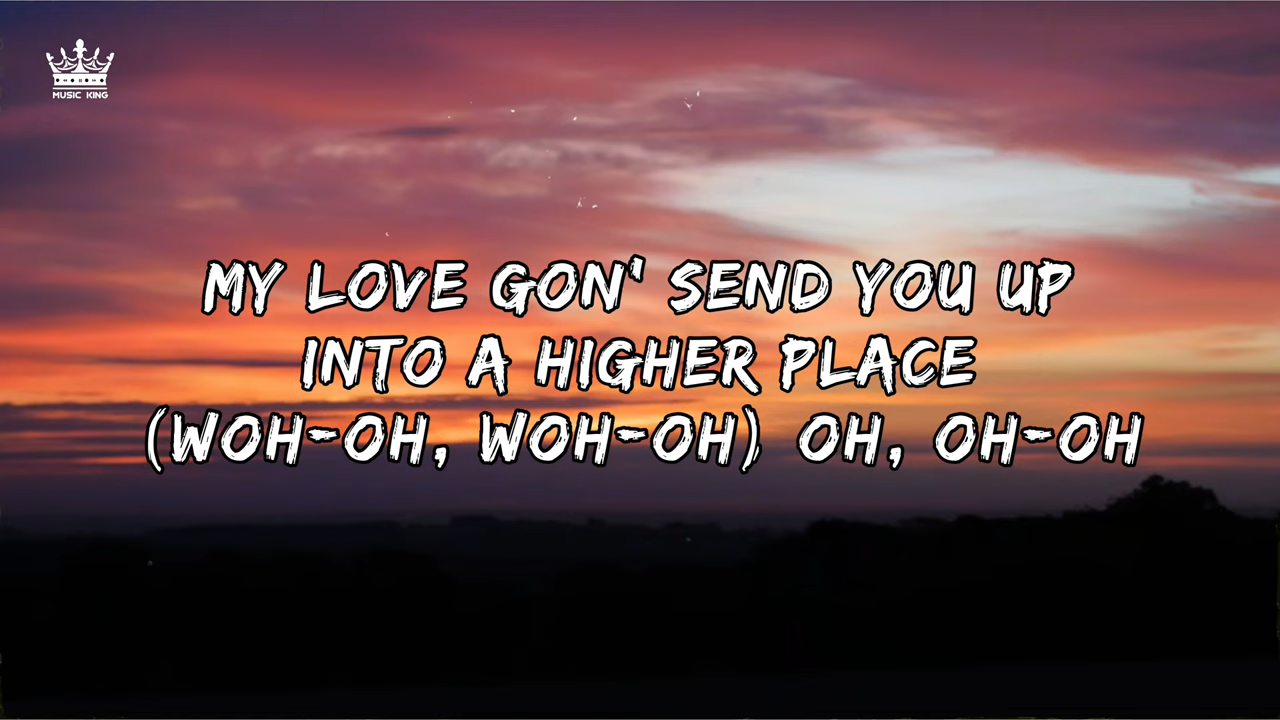 MUSIC KING
MY LOVE GON' SEND YOU UP
INTO A HIGHER PLACE
(WOH-OH, WOH-OH) OH, OH-OH